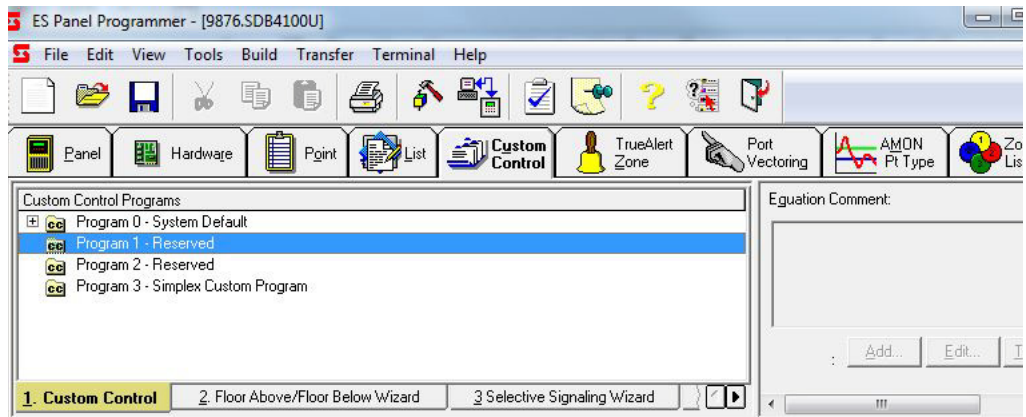 ES Panel Programmer - [9876.SDB4100U]
File Edit View Tools Build Transfer Terminal Help
Panel Hardware Point List Custom Control TrueAlert Zone Port Vectoring AMON Pt Type Zo Lis
Custom Control Programs
Program 0 - System Default
Program 1 - Reserved
Program 2 - Reserved
Program 3 - Simplex Custom Program
Equation Comment:
: Add... Edit... T
1. Custom Control 2. Floor Above/Floor Below Wizard 3 Selective Signaling Wizard